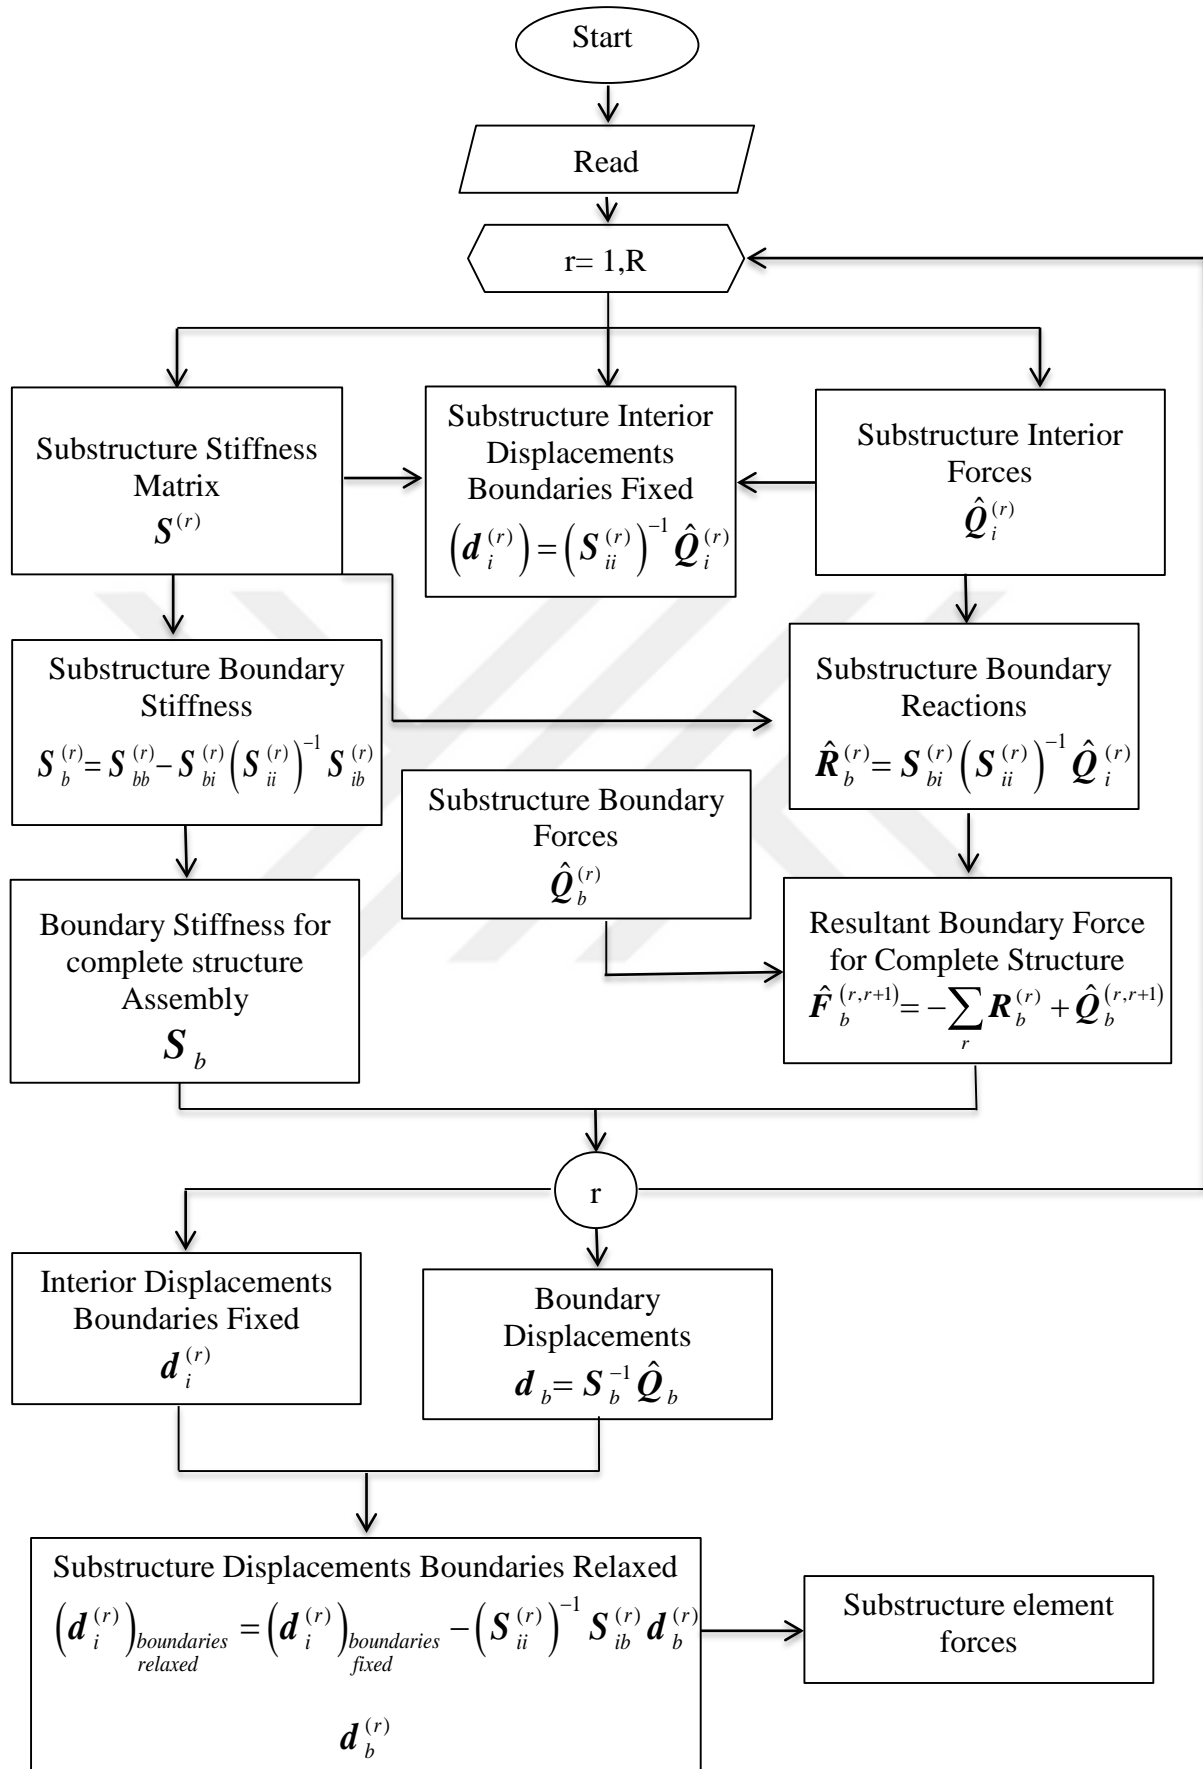 Start
Read
r= 1,R
Substructure Stiffness
Matrix
S^(r)
Substructure Interior
Displacements
Boundaries Fixed
(d_i^(r)) = (S_ii^(r))^-1 Q̂_i^(r)
Substructure Interior
Forces
Q̂_i^(r)
Substructure Boundary
Stiffness
S_b^(r) = S_bb^(r) − S_bi^(r) (S_ii^(r))^-1 S_ib^(r)
Substructure Boundary
Reactions
R̂_b^(r) = S_bi^(r) (S_ii^(r))^-1 Q̂_i^(r)
Substructure Boundary
Forces
Q̂_b^(r)
Boundary Stiffness for
complete structure
Assembly
S_b
Resultant Boundary Force
for Complete Structure
F̂_b^(r,r+1) = −∑_r R_b^(r) + Q̂_b^(r,r+1)
r
Interior Displacements
Boundaries Fixed
d_i^(r)
Boundary
Displacements
d_b = S_b^-1 Q̂_b
Substructure Displacements Boundaries Relaxed
(d_i^(r))_boundaries relaxed = (d_i^(r))_boundaries fixed − (S_ii^(r))^-1 S_ib^(r) d_b^(r)
d_b^(r)
Substructure element
forces